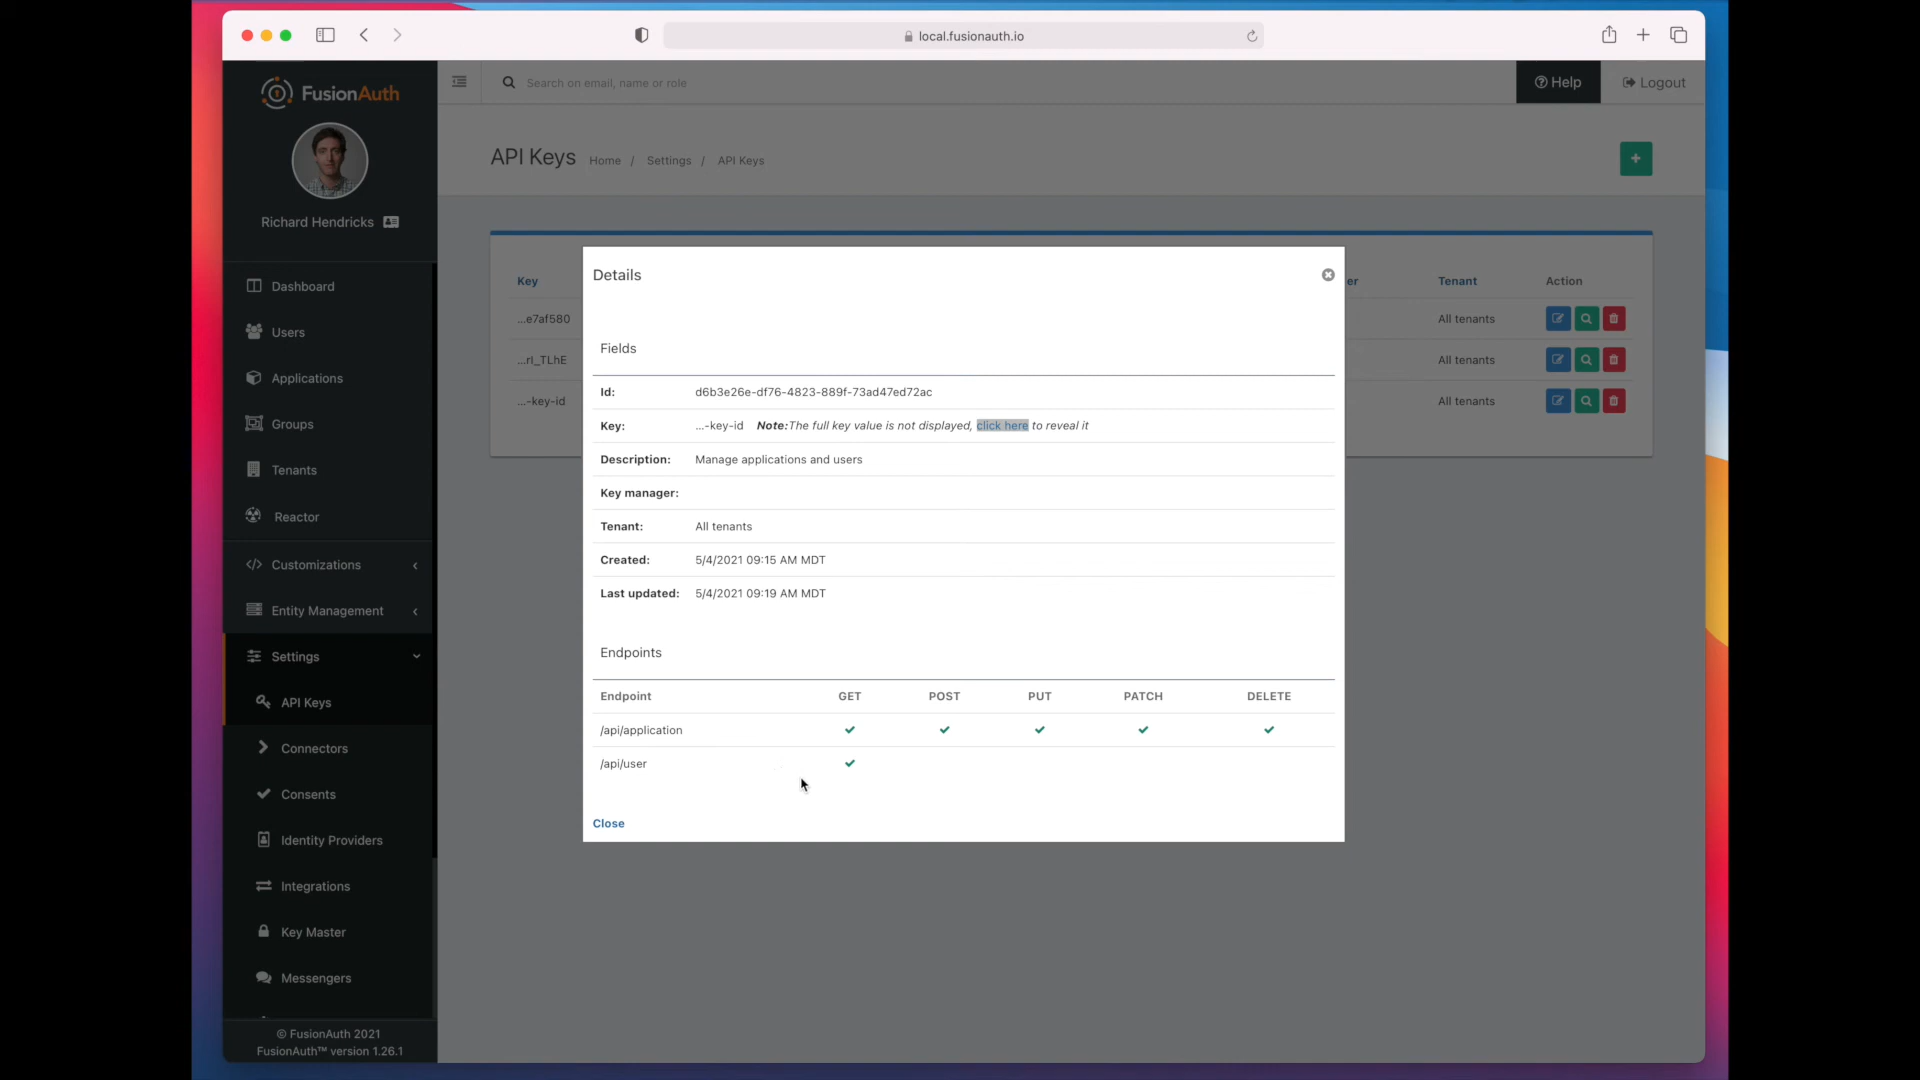 local.fusionauth.io
FusionAuth
Search on email, name or role
Help
Logout
Richard Hendricks
API Keys
Home / Settings / API Keys
Dashboard
Users
Applications
Groups
Tenants
Reactor
Customizations
Entity Management
Settings
API Keys
Connectors
Consents
Identity Providers
Integrations
Key Master
Messengers
© FusionAuth 2021
FusionAuth™ version 1.26.1
Key er Tenant Action
...e7af580 All tenants
...rl_TLhE All tenants
...-key-id All tenants
Details
Fields
Id: d6b3e26e-df76-4823-889f-73ad47ed72ac
Key: ...-key-id Note: The full key value is not displayed, click here to reveal it
Description: Manage applications and users
Key manager:
Tenant: All tenants
Created: 5/4/2021 09:15 AM MDT
Last updated: 5/4/2021 09:19 AM MDT
Endpoints
Endpoint GET POST PUT PATCH DELETE
/api/application
/api/user
Close